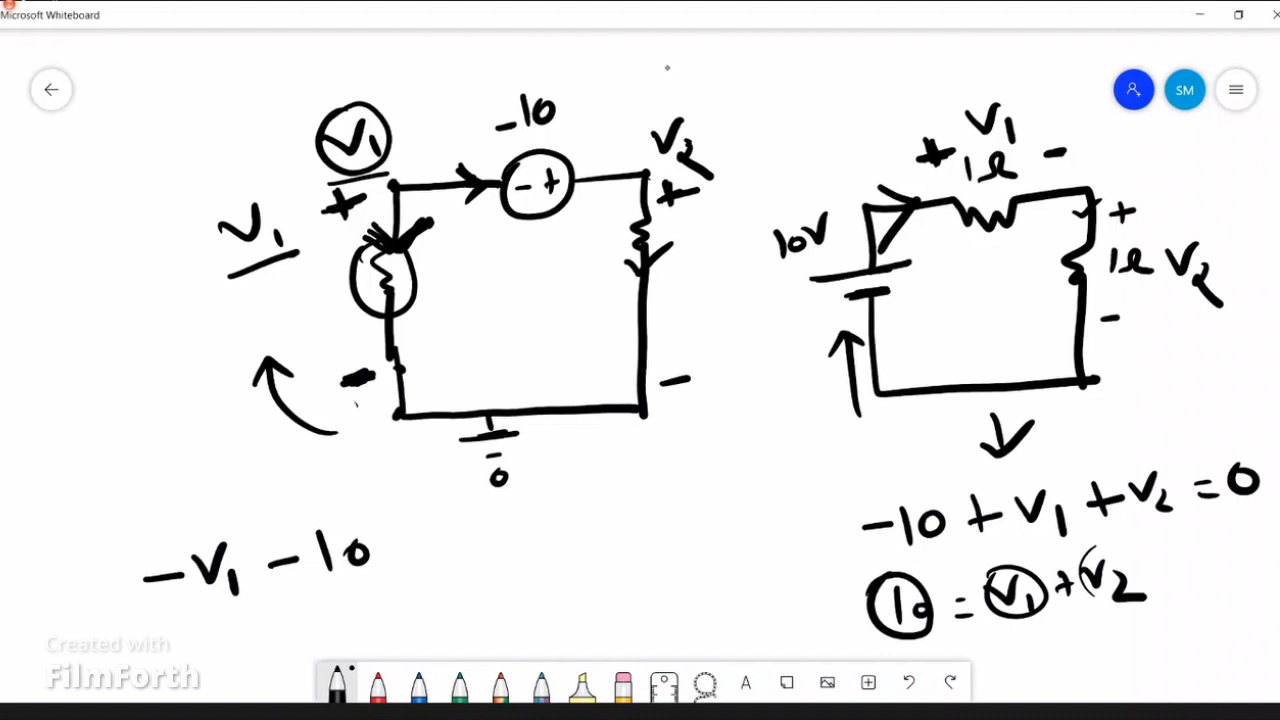 Microsoft Whiteboard
SM
V1
-10
V2
+
+
- +
V1
-
-
0
-V1 -10
V1
+ 1Ω -
10V
+
1Ω V2
-
-10 + V1 + V2 = 0
10 = V1 + V2
Created with
FilmForth
A